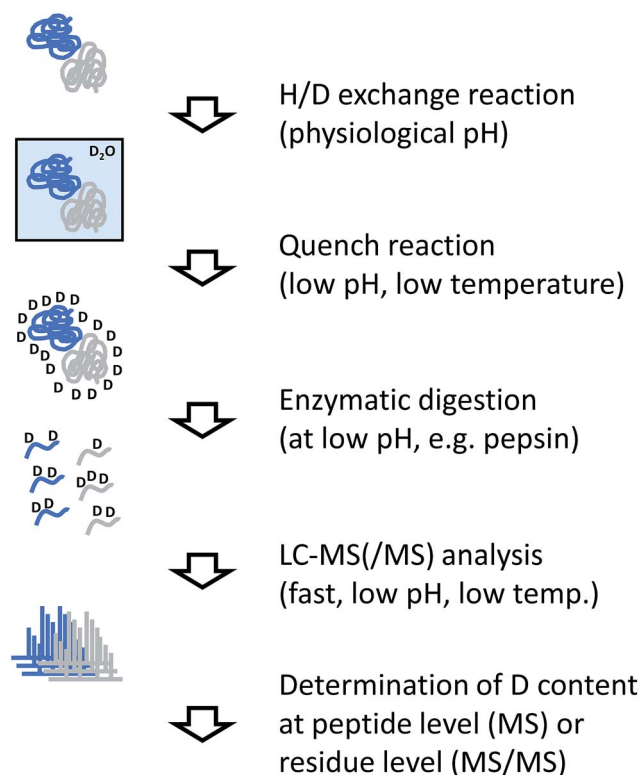 H/D exchange reaction
(physiological pH)
D₂O
Quench reaction
(low pH, low temperature)
D D D D D
D D
D D
D D
D D
D D
D D D D
Enzymatic digestion
(at low pH, e.g. pepsin)
D D D
D D D D D
D D D D
LC-MS(/MS) analysis
(fast, low pH, low temp.)
Determination of D content
at peptide level (MS) or
residue level (MS/MS)